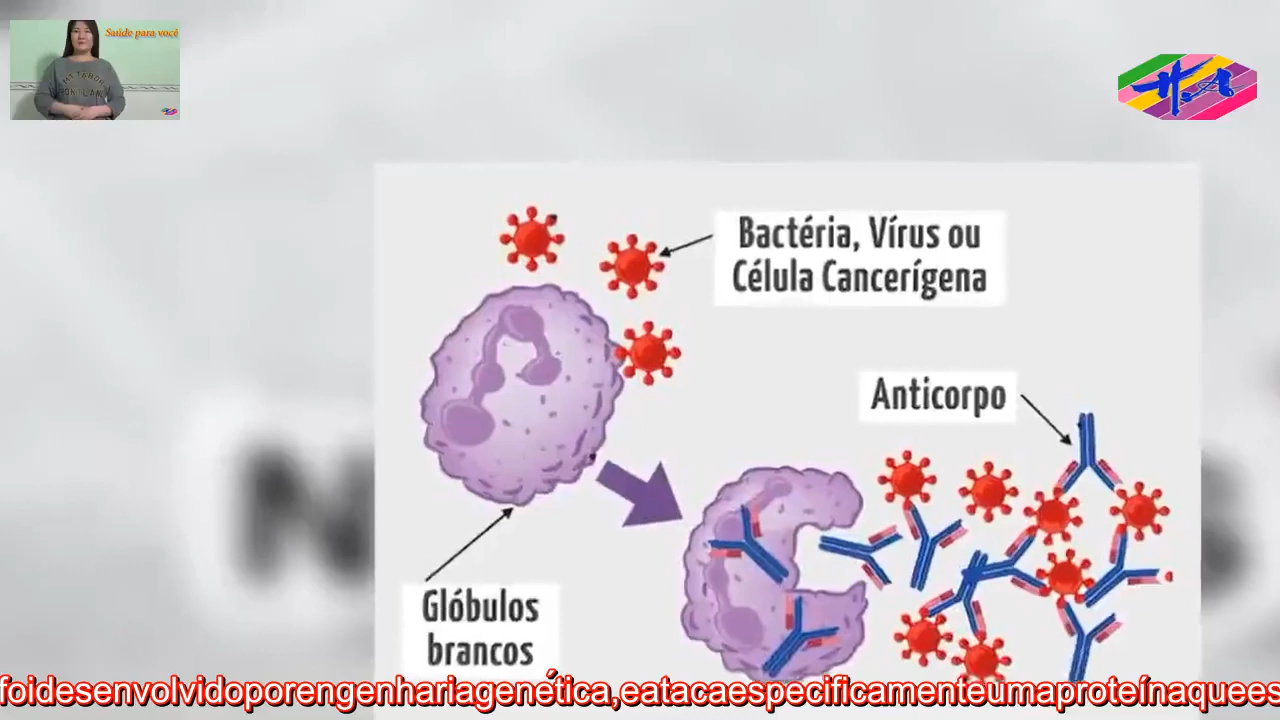 Saúde para você
H.A
Bactéria, Vírus ou
Célula Cancerígena
Anticorpo
Glóbulos
brancos
foidesenvolvidoporengenhariagenética,eatacaespecificamenteumaproteínaquees